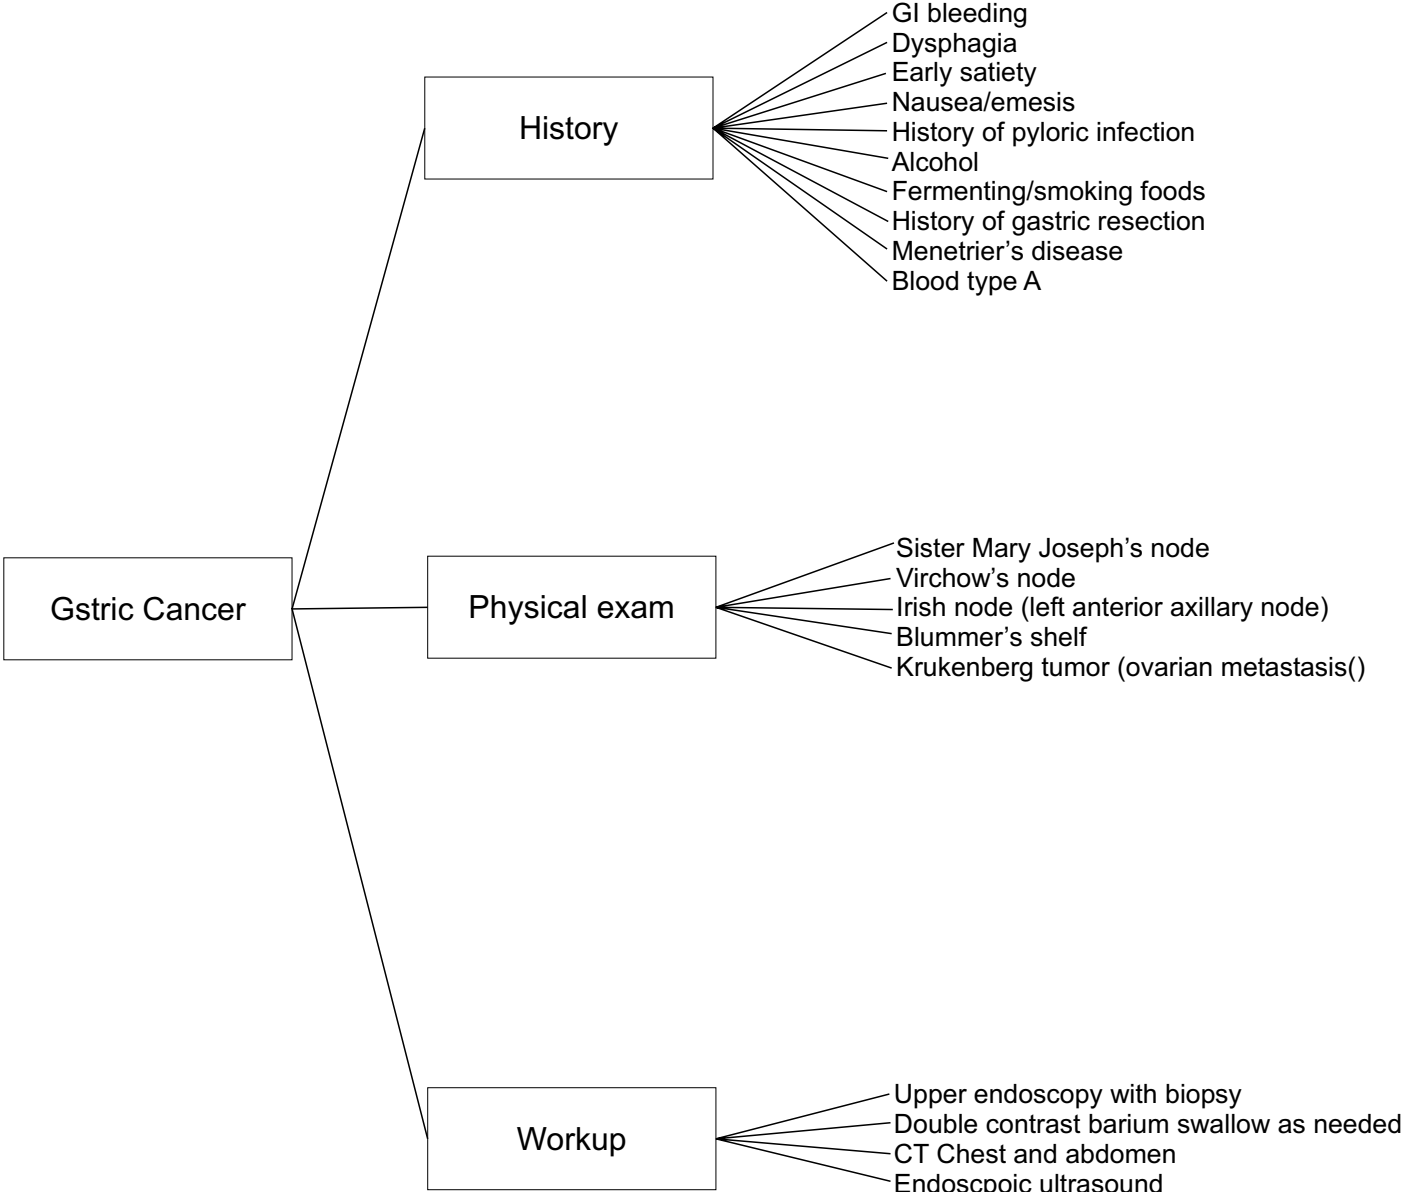 GI bleeding
Dysphagia
Early satiety
Nausea/emesis
History
History of pyloric infection
Alcohol
Fermenting/smoking foods
History of gastric resection
Menetrier’s disease
Blood type A
Gstric Cancer
Physical exam
Sister Mary Joseph’s node
Virchow’s node
Irish node (left anterior axillary node)
Blummer’s shelf
Krukenberg tumor (ovarian metastasis()
Workup
Upper endoscopy with biopsy
Double contrast barium swallow as needed
CT Chest and abdomen
Endoscpoic ultrasound